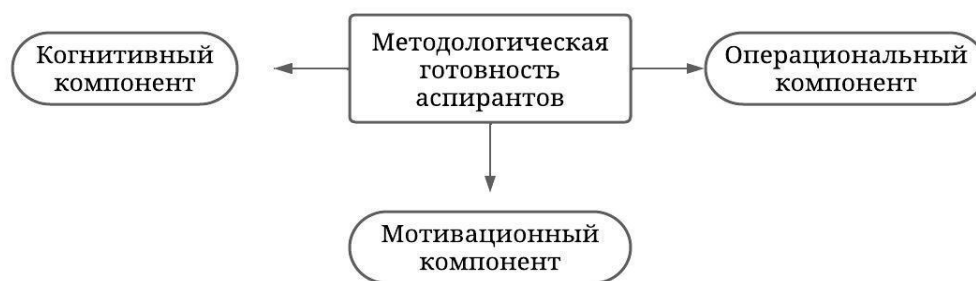 Когнитивный
компонент
Методологическая
готовность
аспирантов
Операциональный
компонент
Мотивационный
компонент